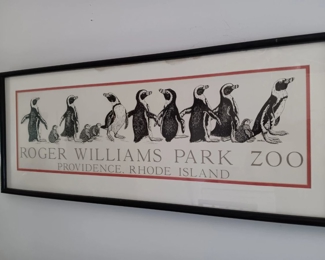 ROGER WILLIAMS PARK ZOO
PROVIDENCE, RHODE ISLAND